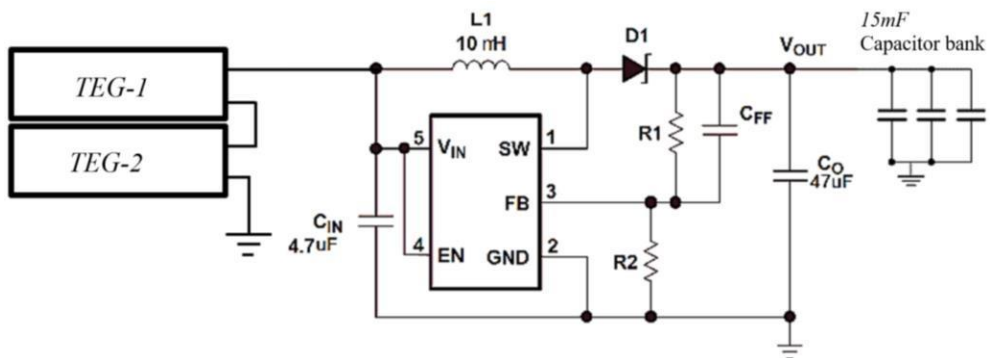 15mF
Capacitor bank
L1
10 mH
D1
VOUT
TEG-1
TEG-2
CIN
4.7uF
5
VIN
SW
1
FB
3
4
EN
GND
2
R1
CFF
R2
CO
47uF